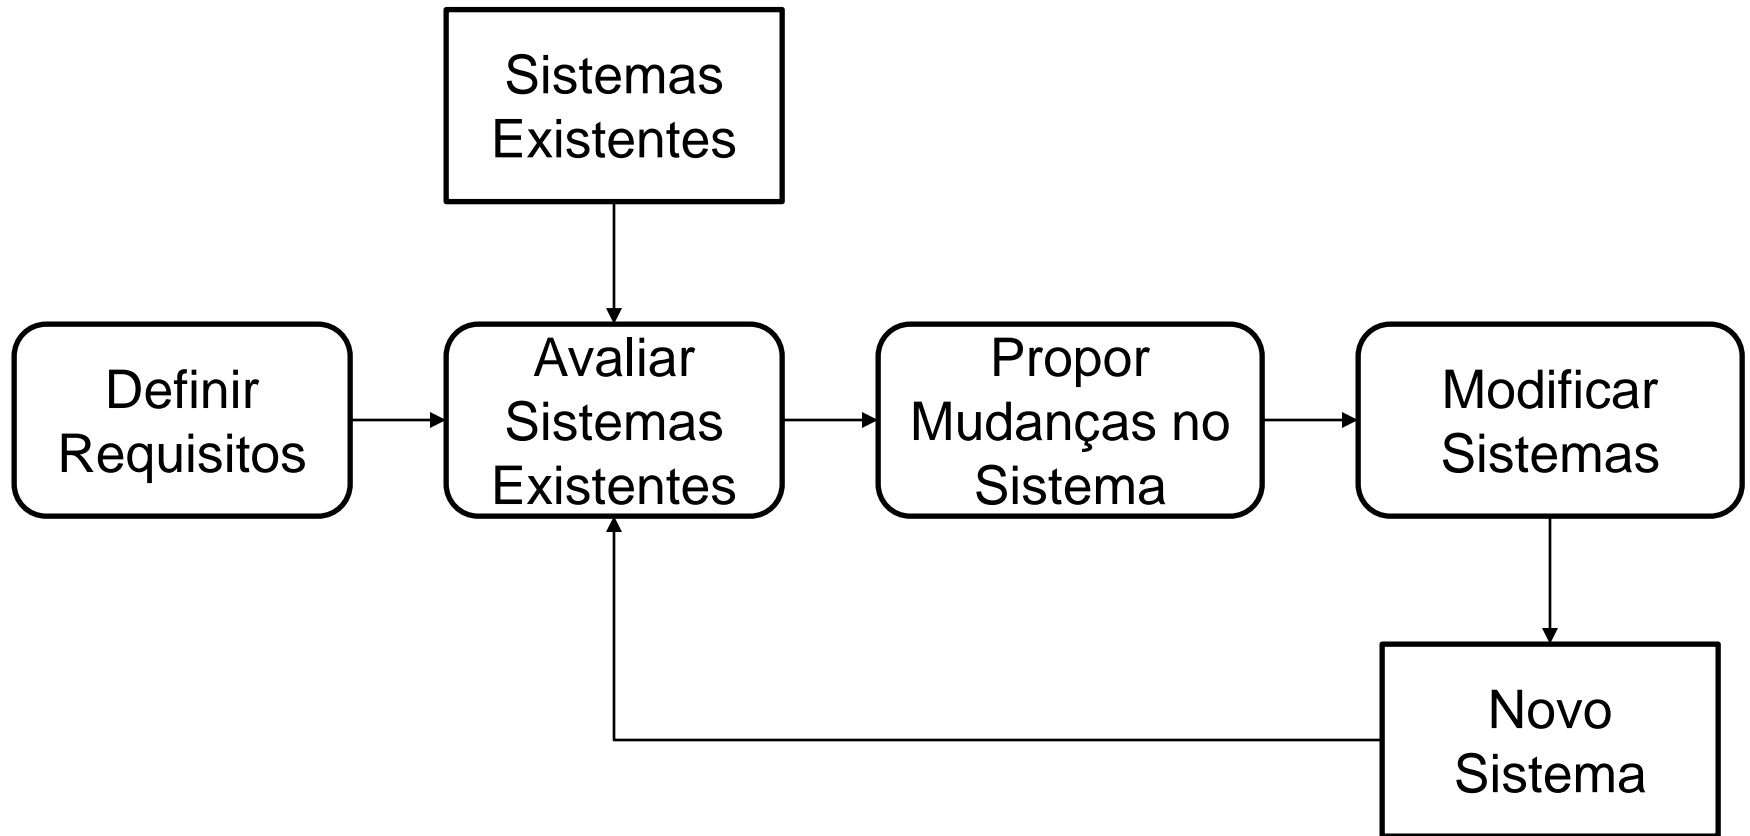 Sistemas
Existentes
Definir
Requisitos
Avaliar
Sistemas
Existentes
Propor
Mudanças no
Sistema
Modificar
Sistemas
Novo
Sistema